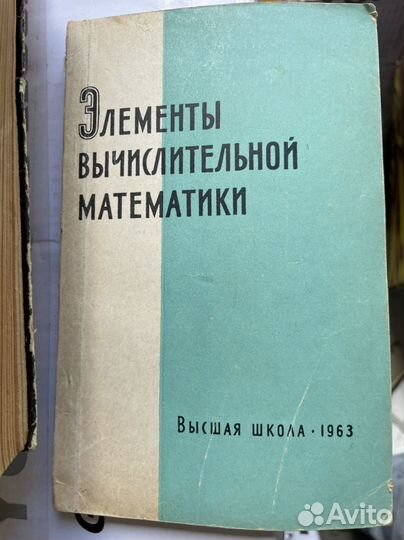 Элементы
вычислительной
математики
Высшая школа · 1963
Avito